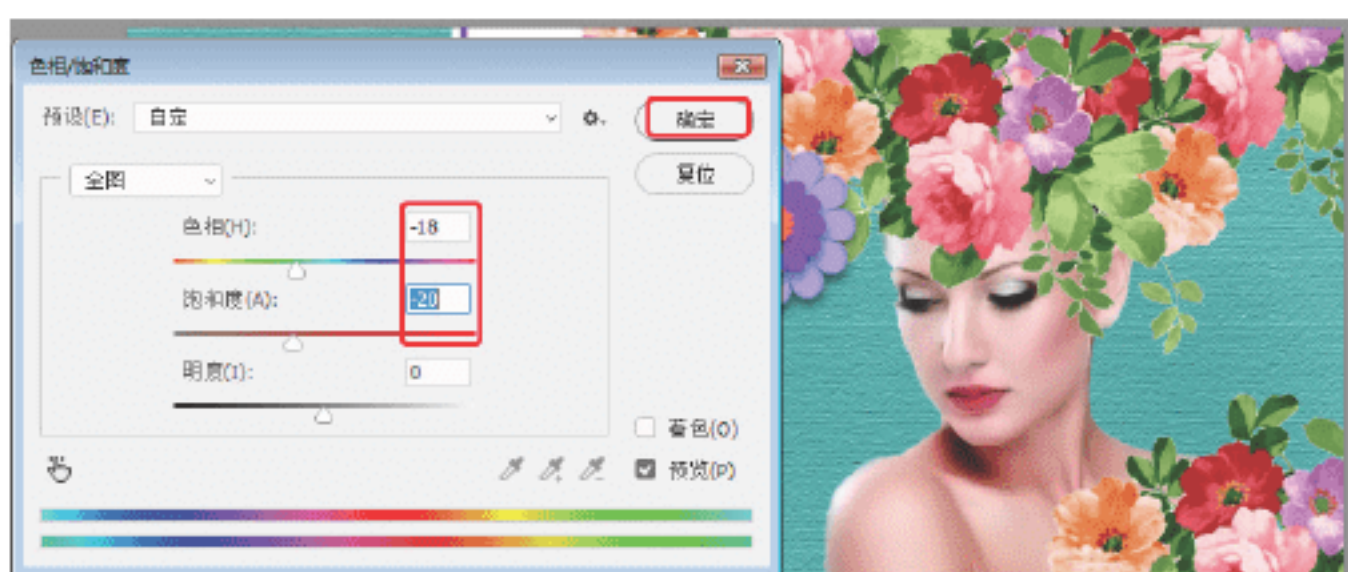 色相/饱和度
预设(E): 自定
确定
全图
复位
色相(H): -18
饱和度(A): -20
明度(I): 0
着色(O)
预览(P)